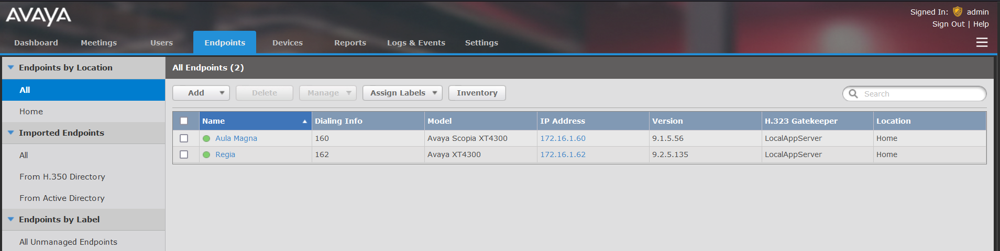 AVAYA
Signed In: admin
Sign Out | Help
Dashboard Meetings Users Endpoints Devices Reports Logs & Events Settings
Endpoints by Location
All
Home
Imported Endpoints
All
From H.350 Directory
From Active Directory
Endpoints by Label
All Unmanaged Endpoints
All Endpoints (2)
Add Delete Manage Assign Labels Inventory Search
Name Dialing Info Model IP Address Version H.323 Gatekeeper Location
Aula Magna 160 Avaya Scopia XT4300 172.16.1.60 9.1.5.56 LocalAppServer Home
Regia 162 Avaya XT4300 172.16.1.62 9.2.5.135 LocalAppServer Home